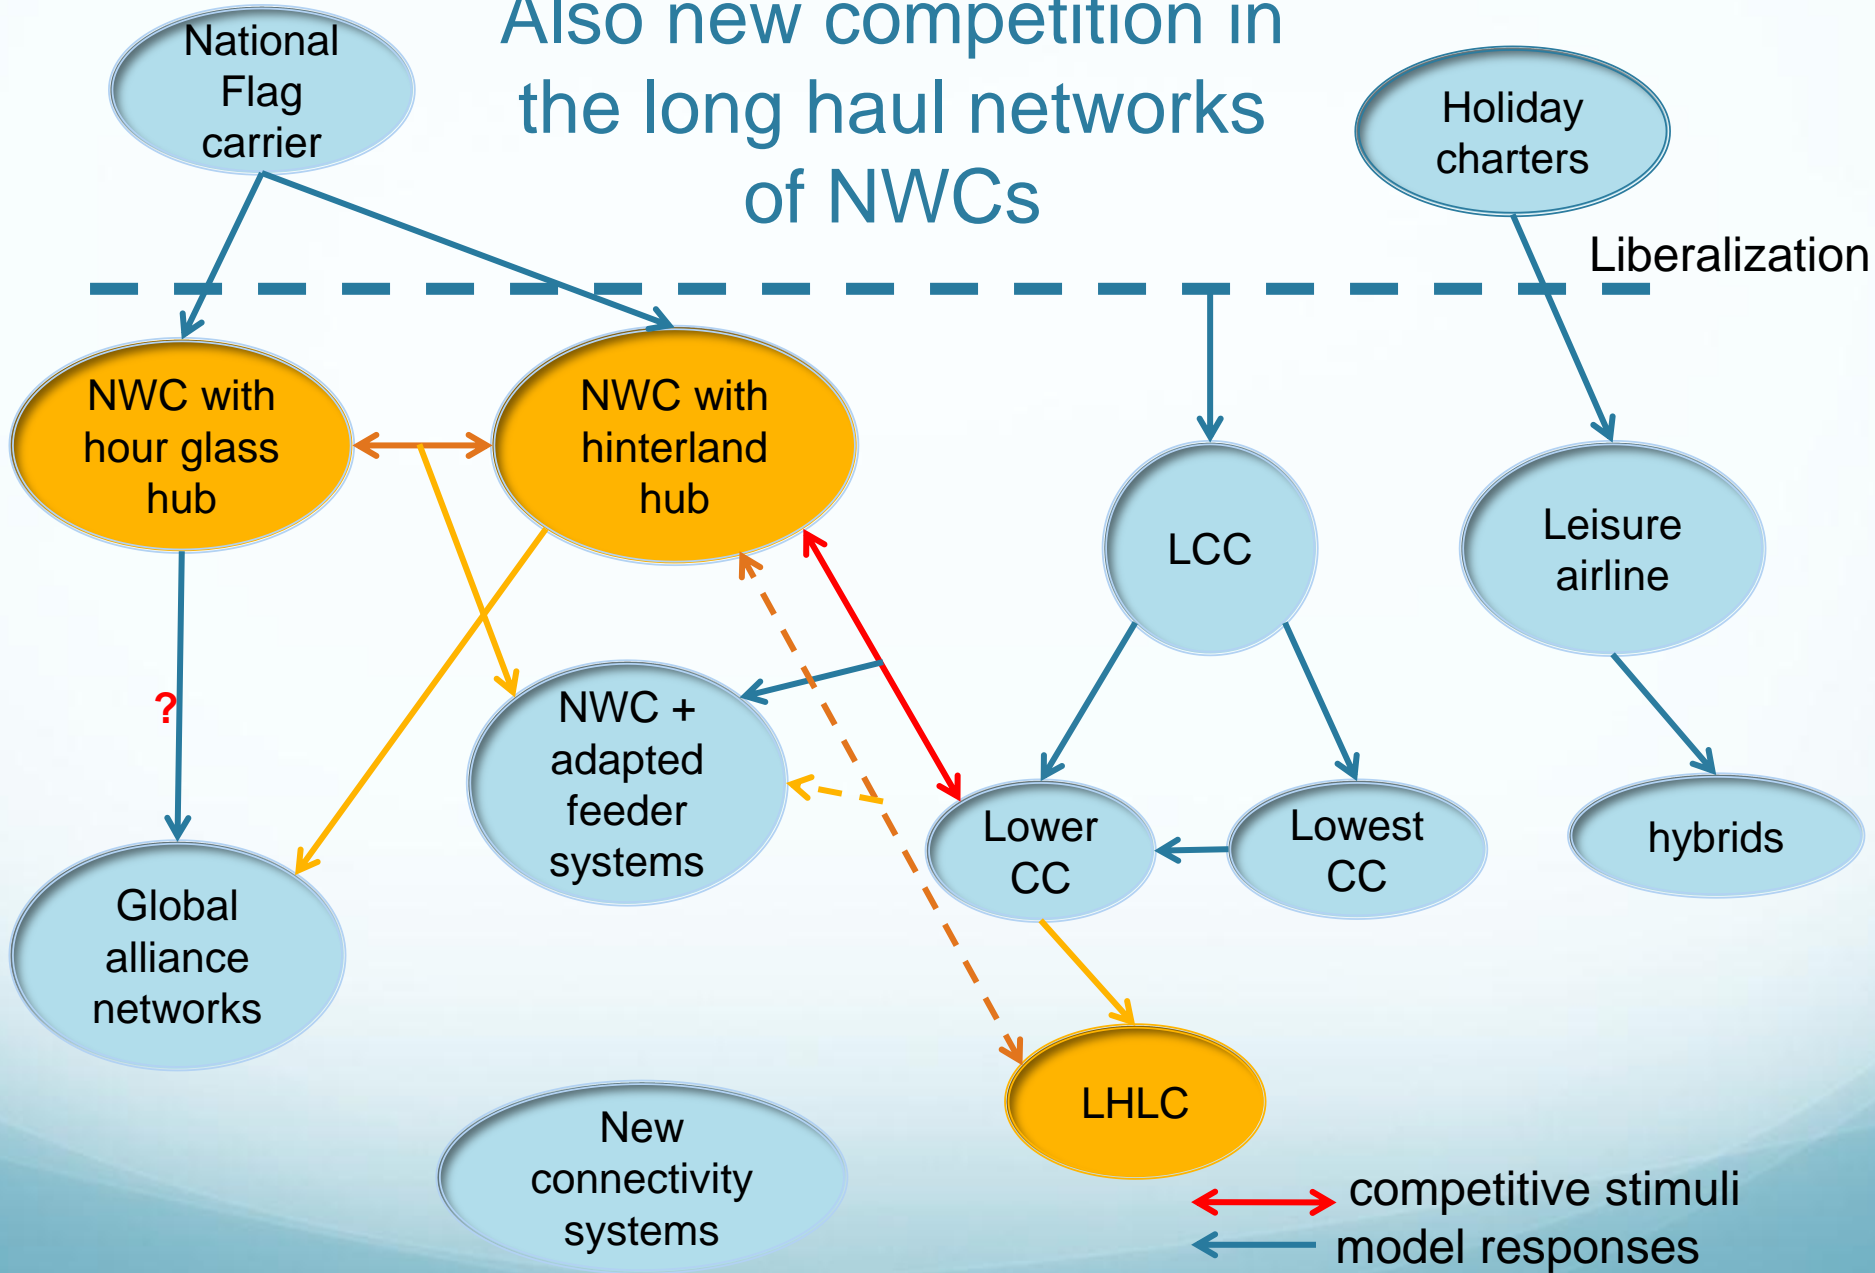 Also new competition in
the long haul networks
of NWCs
National
Flag
carrier
Holiday
charters
Liberalization
NWC with
hour glass
hub
NWC with
hinterland
hub
LCC
Leisure
airline
?
NWC +
adapted
feeder
systems
Lower
CC
Lowest
CC
hybrids
Global
alliance
networks
LHLC
New
connectivity
systems
competitive stimuli
model responses